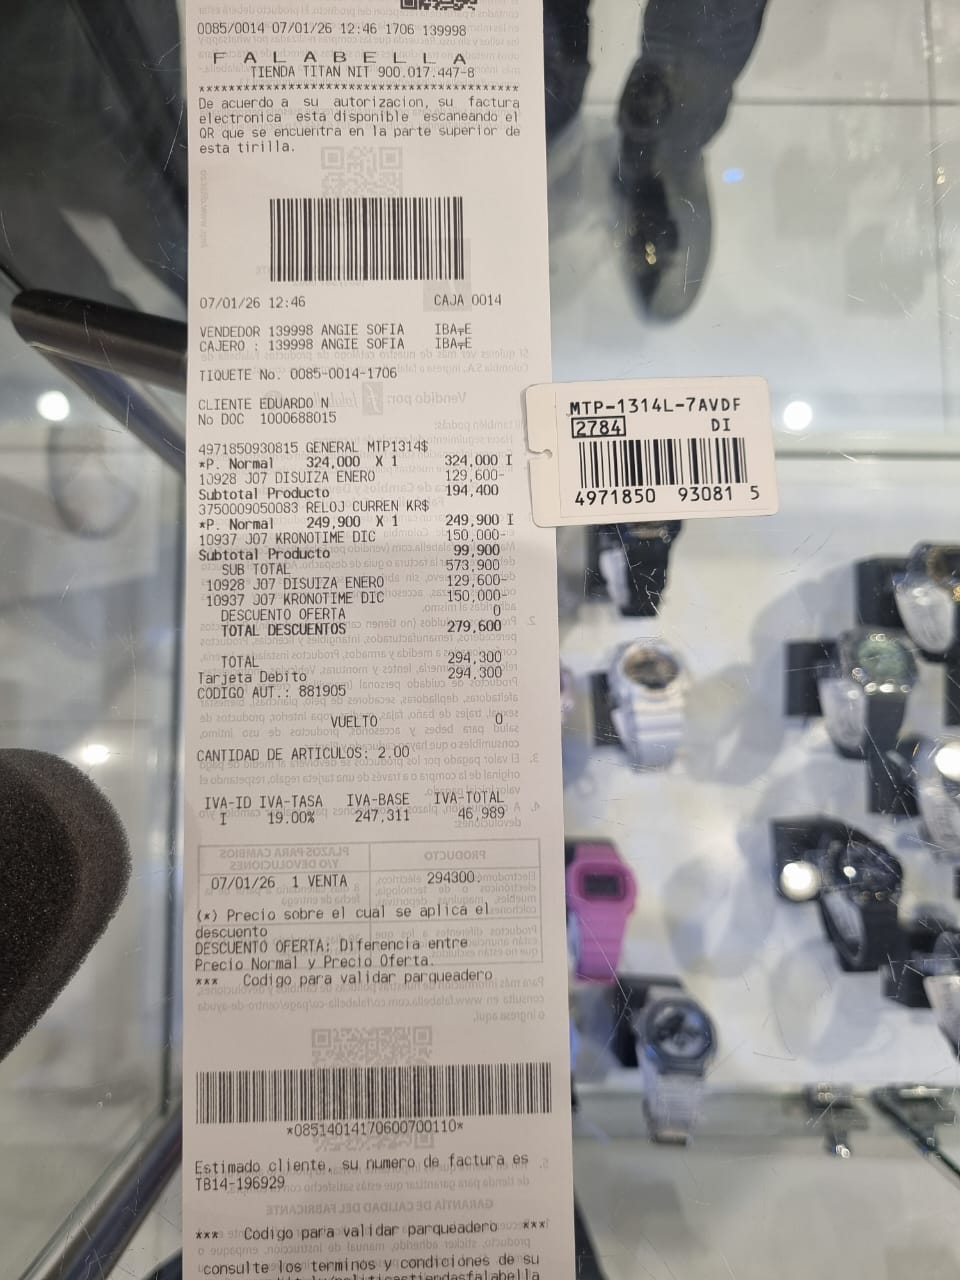 0085/0014 07/01/26 12:46 1706 139998
F A L A B E L L A
TIENDA TITAN NIT 900.017.447-8
****************************************
De acuerdo a su autorizacion, su factura
electronica esta disponible escaneando el
QR que se encuentra en la parte superior de
esta tirilla.
07/01/26 12:46 CAJA 0014
VENDEDOR 139998 ANGIE SOFIA IBA╤E
CAJERO : 139998 ANGIE SOFIA IBA╤E
TIQUETE No. 0085-0014-1706
CLIENTE EDUARDO N
No DOC 1000688015
4971850930815 GENERAL MTP1314$
*P. Normal 324,000 X 1 324,000 I
10928 J07 DISUIZA ENERO 129,600-
Subtotal Producto 194,400
3750009050083 RELOJ CURREN KR$
*P. Normal 249,900 X 1 249,900 I
10937 J07 KRONOTIME DIC 150,000-
Subtotal Producto 99,900
SUB TOTAL 573,900
10928 J07 DISUIZA ENERO 129,600-
10937 J07 KRONOTIME DIC 150,000-
DESCUENTO OFERTA 0
TOTAL DESCUENTOS 279,600
TOTAL 294,300
Tarjeta Debito 294,300
CODIGO AUT.: 881905
VUELTO 0
CANTIDAD DE ARTICULOS: 2.00
IVA-ID IVA-TASA IVA-BASE IVA-TOTAL
I 19.00% 247,311 46,989
07/01/26 1 VENTA 294300.
(*) Precio sobre el cual se aplica el
descuento
DESCUENTO OFERTA: Diferencia entre
Precio Normal y Precio Oferta.
*** Codigo para validar parqueadero
*08514014170600700110*
Estimado cliente, su numero de factura es
TB14-196929
*** Codigo para validar parqueadero ***
consulte los terminos y condiciones de su
MTP-1314L-7AVDF
2784 DI
4971850 93081 5